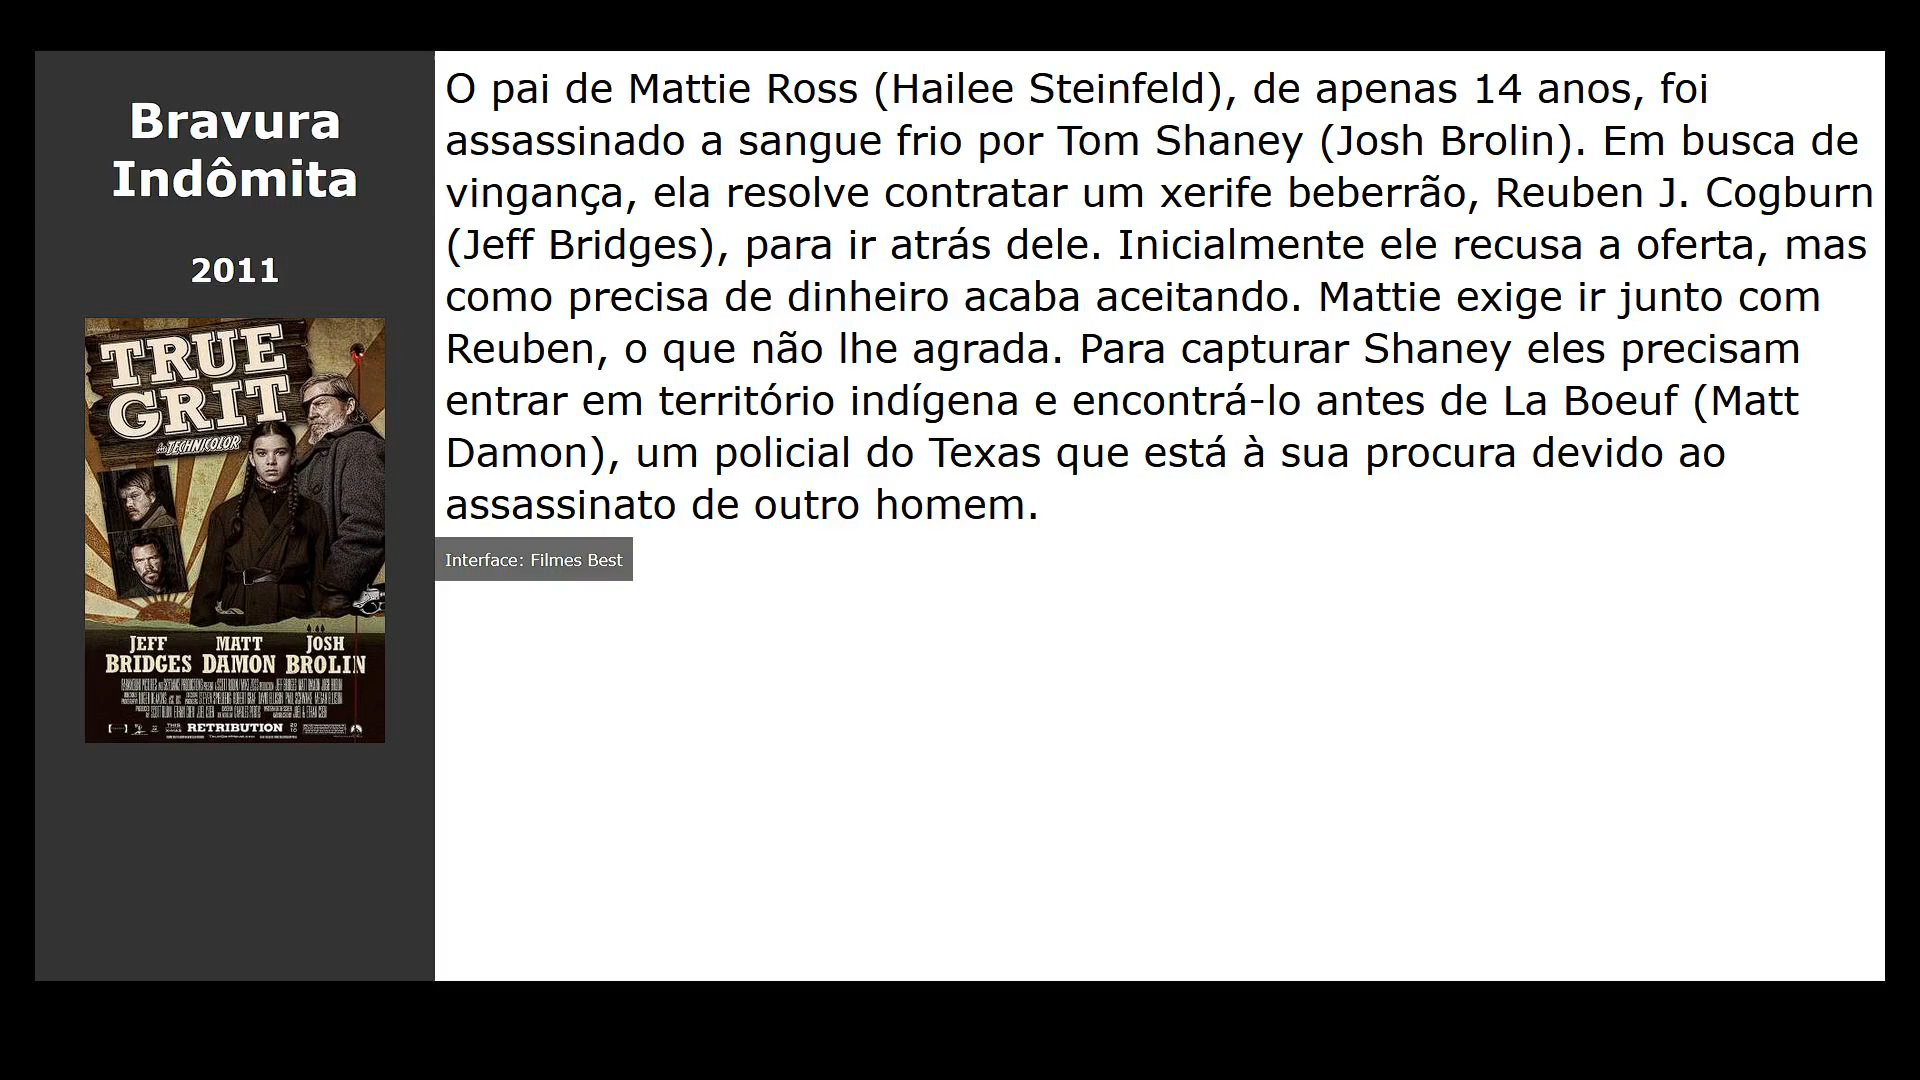 Bravura
Indômita
2011
TRUE
GRIT
in TECHNICOLOR
JEFF
BRIDGES
MATT
DAMON
JOSH
BROLIN
RETRIBUTION
O pai de Mattie Ross (Hailee Steinfeld), de apenas 14 anos, foi
assassinado a sangue frio por Tom Shaney (Josh Brolin). Em busca de
vingança, ela resolve contratar um xerife beberrão, Reuben J. Cogburn
(Jeff Bridges), para ir atrás dele. Inicialmente ele recusa a oferta, mas
como precisa de dinheiro acaba aceitando. Mattie exige ir junto com
Reuben, o que não lhe agrada. Para capturar Shaney eles precisam
entrar em território indígena e encontrá-lo antes de La Boeuf (Matt
Damon), um policial do Texas que está à sua procura devido ao
assassinato de outro homem.
Interface: Filmes Best